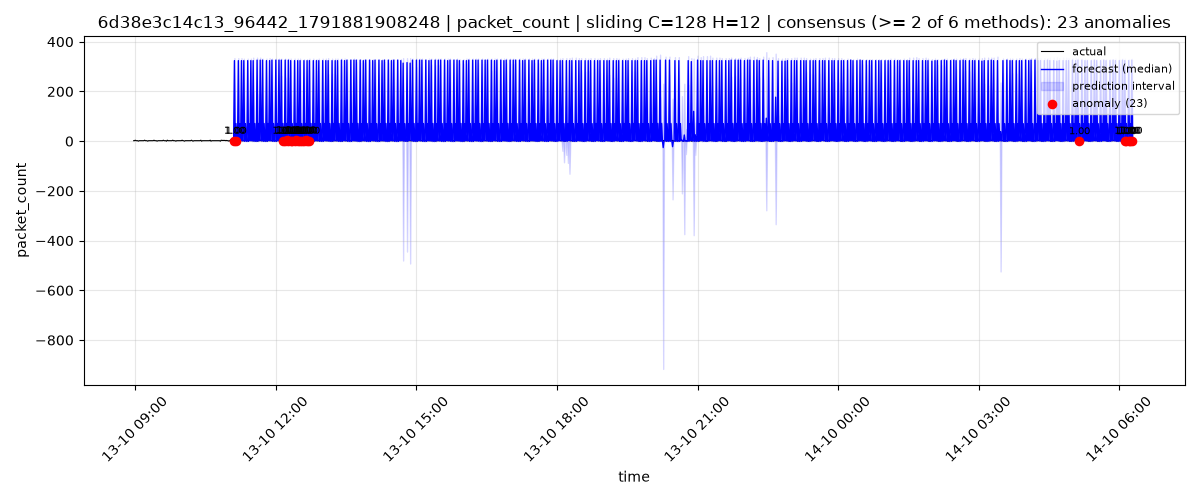 6d38e3c14c13_96442_1791881908248 | packet_count | sliding C=128 H=12 | consensus (>= 2 of 6 methods): 23 anomalies
400
200
0
−200
−400
−600
−800
packet_count
actual
forecast (median)
prediction interval
anomaly (23)
13-10 09:00
13-10 12:00
13-10 15:00
13-10 18:00
13-10 21:00
14-10 00:00
14-10 03:00
14-10 06:00
time